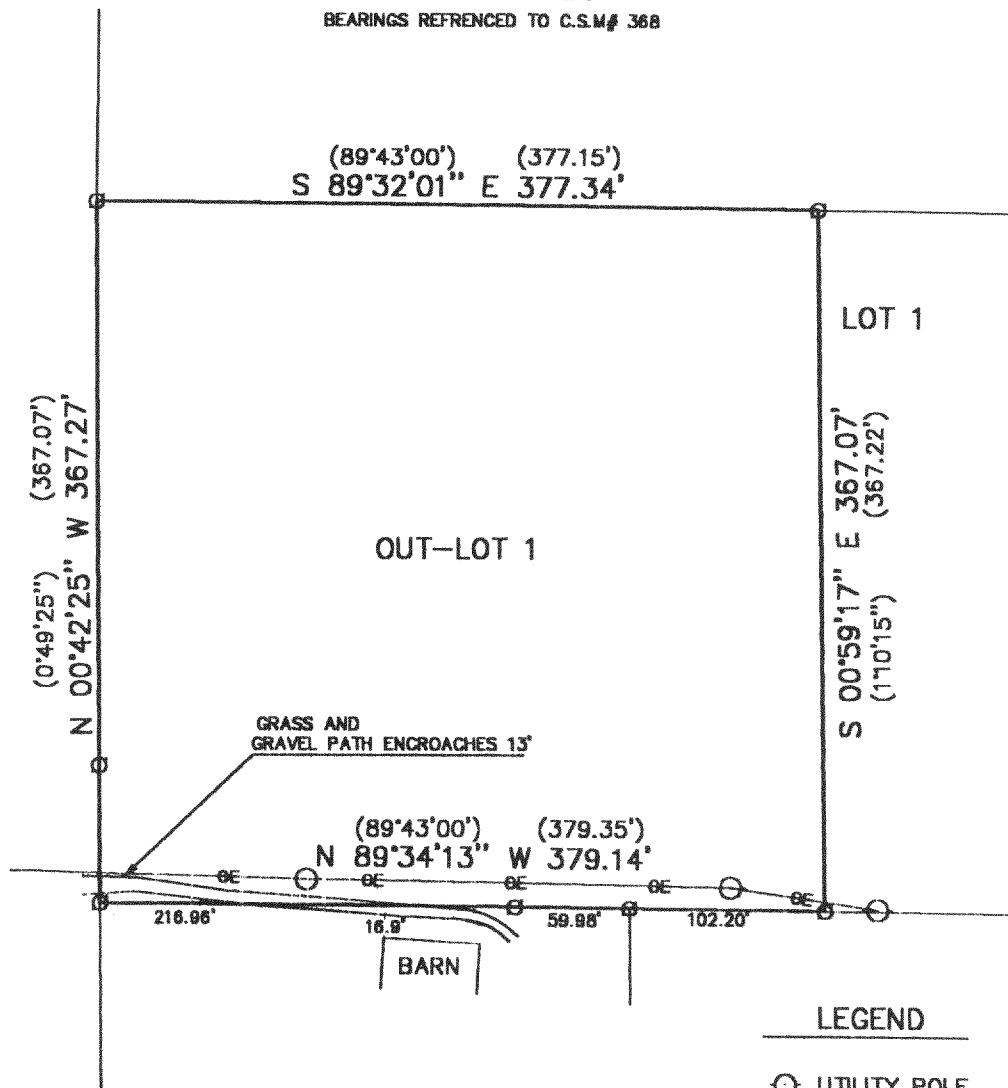 BEARINGS REFRENCED TO C.S.M# 368
(89°43'00") (377.15')
S 89°32'01" E 377.34'
LOT 1
(0°49'25") (367.07')
N 00°42'25" W 367.27'
S 00°59'17" E 367.07'
(1°10'15") (367.22')
OUT-LOT 1
GRASS AND
GRAVEL PATH ENCROACHES 13'
(89°43'00") (379.35')
N 89°34'13" W 379.14'
OE OE OE OE OE
216.96' 16.9' 59.98' 102.20'
BARN
LEGEND
UTILITY POLE